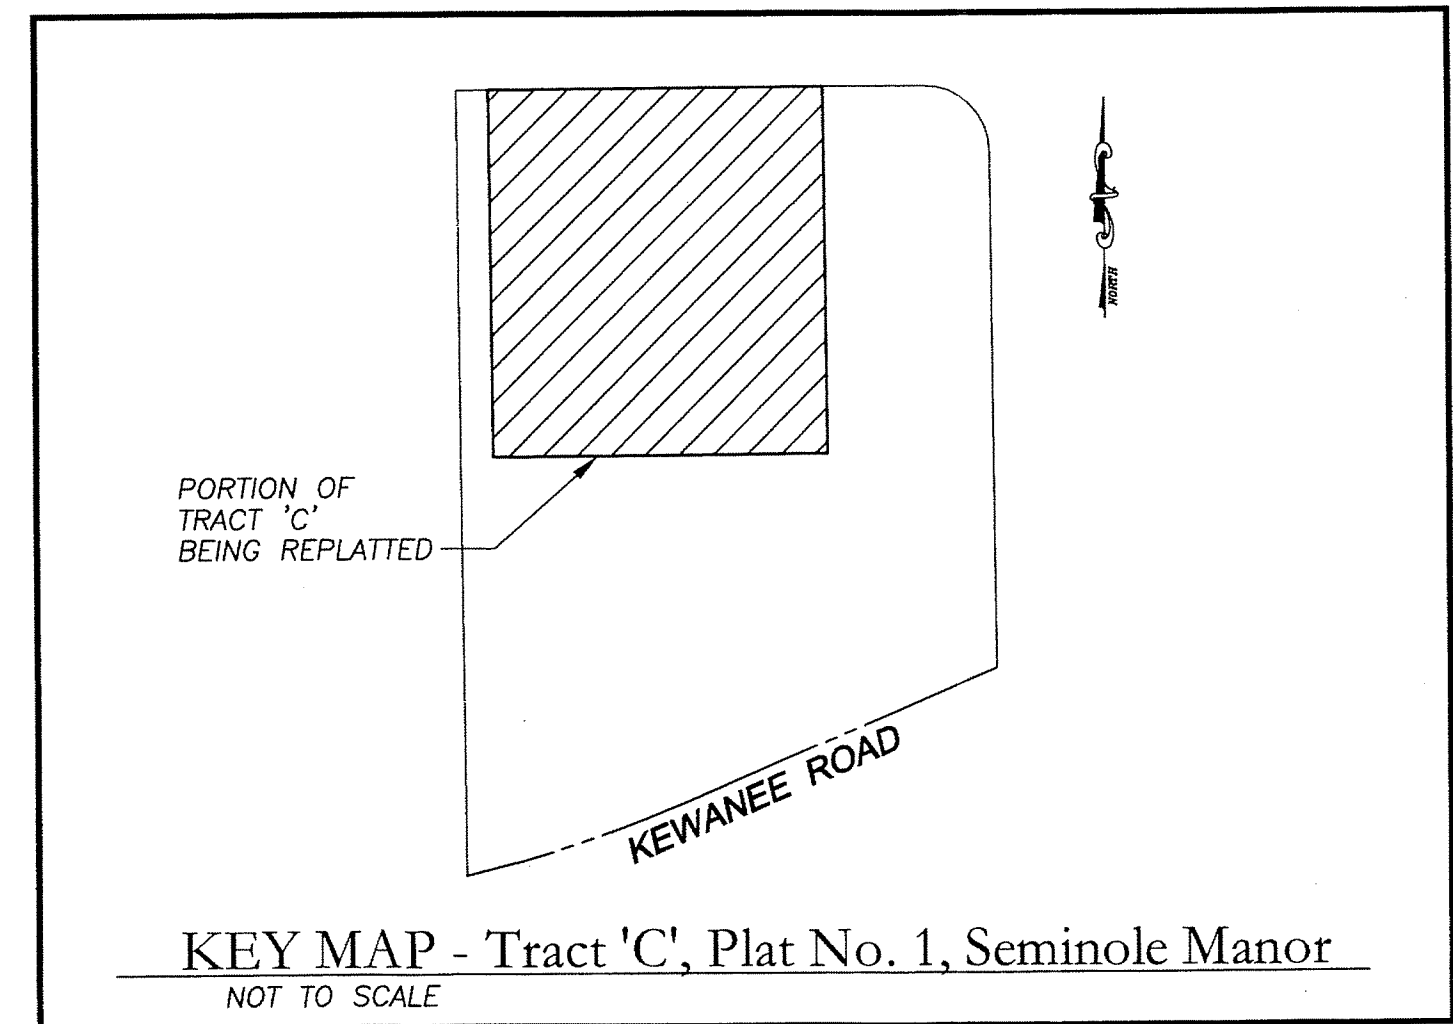 NORTH
PORTION OF
TRACT 'C'
BEING REPLATTED
KEWANEE ROAD
KEY MAP - Tract 'C', Plat No. 1, Seminole Manor
NOT TO SCALE